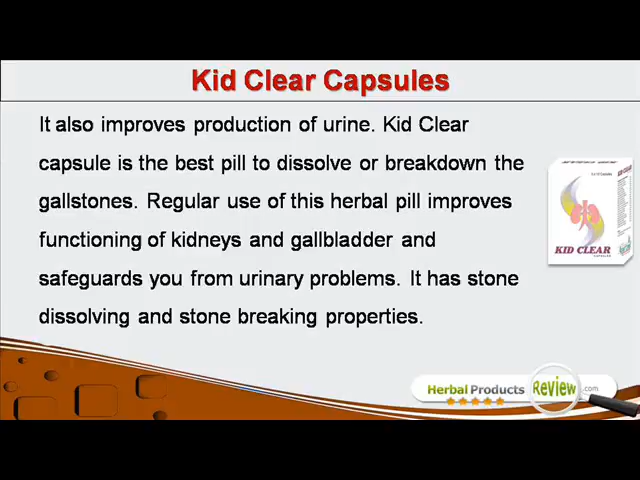 Kid Clear Capsules
It also improves production of urine. Kid Clear
capsule is the best pill to dissolve or breakdown the
gallstones. Regular use of this herbal pill improves
functioning of kidneys and gallbladder and
safeguards you from urinary problems. It has stone
dissolving and stone breaking properties.
KID CLEAR
CAPSULES
Herbal Products Review.com